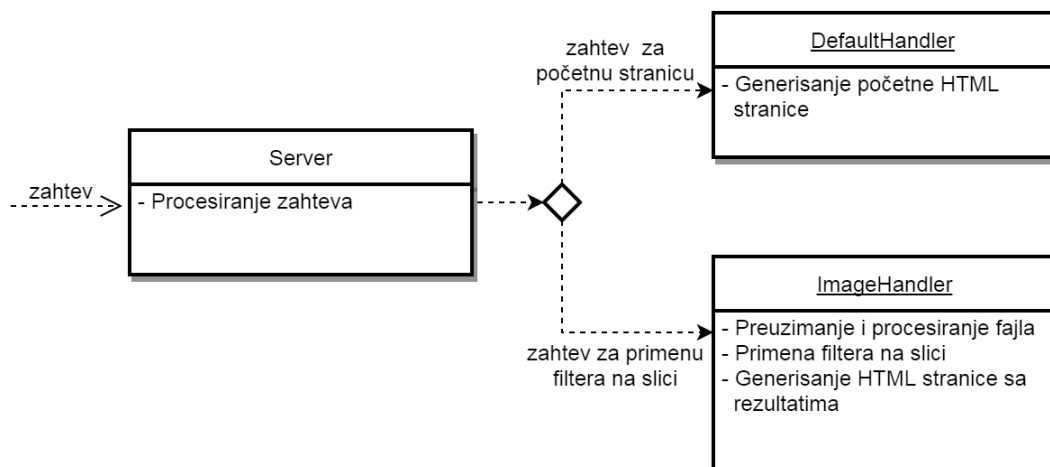 zahtev
Server
- Procesiranje zahteva
zahtev za
početnu stranicu
DefaultHandler
- Generisanje početne HTML
stranice
zahtev za primenu
filtera na slici
ImageHandler
- Preuzimanje i procesiranje fajla
- Primena filtera na slici
- Generisanje HTML stranice sa
rezultatima